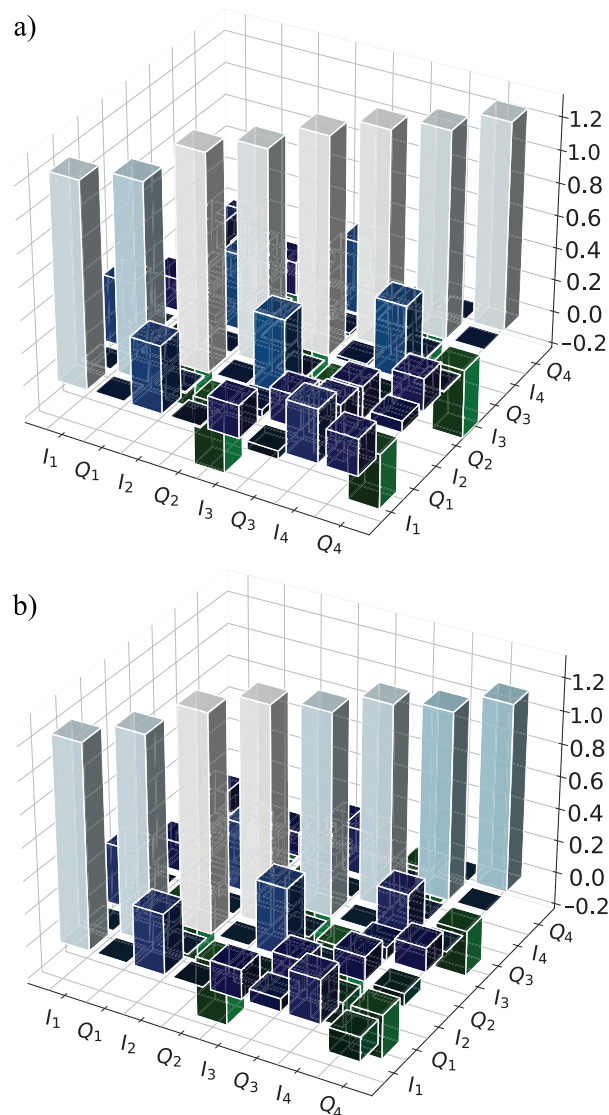 a)
1.2
1.0
0.8
0.6
0.4
0.2
0.0
−0.2
I₁ Q₁ I₂ Q₂ I₃ Q₃ I₄ Q₄
I₁ Q₁ I₂ Q₂ I₃ Q₃ I₄ Q₄
b)
1.2
1.0
0.8
0.6
0.4
0.2
0.0
−0.2
I₁ Q₁ I₂ Q₂ I₃ Q₃ I₄ Q₄
I₁ Q₁ I₂ Q₂ I₃ Q₃ I₄ Q₄